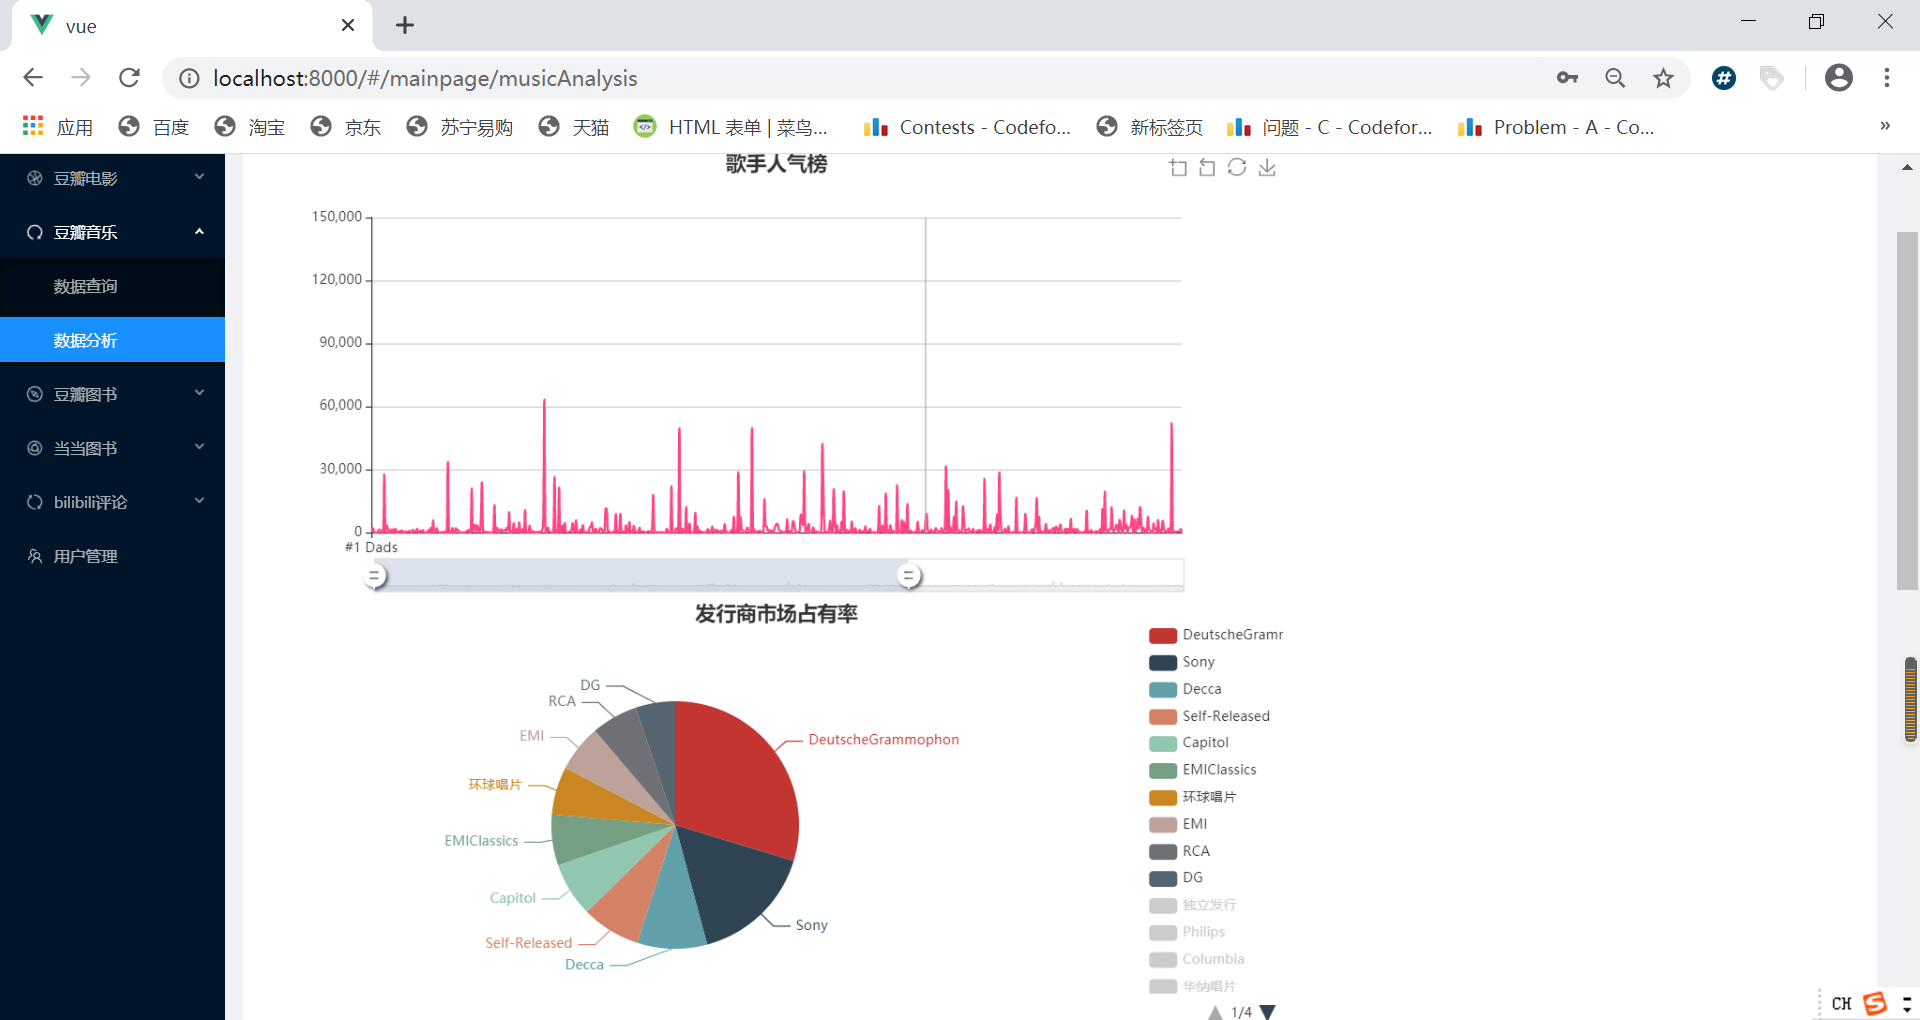 vue
localhost:8000/#/mainpage/musicAnalysis
应用 百度 淘宝 京东 苏宁易购 天猫 HTML 表单 | 菜鸟... Contests - Codefo... 新标签页 问题 - C - Codefor... Problem - A - Co... »
豆瓣电影
豆瓣音乐
数据查询
数据分析
豆瓣图书
当当图书
bilibili评论
用户管理
歌手人气榜
150,000
120,000
90,000
60,000
30,000
0
#1 Dads
发行商市场占有率
DG
RCA
EMI
环球唱片
EMIClassics
Capitol
Self-Released
Decca
DeutscheGrammophon
Sony
DeutscheGramr
Sony
Decca
Self-Released
Capitol
EMIClassics
环球唱片
EMI
RCA
DG
独立发行
Philips
Columbia
华纳唱片
1/4
CH